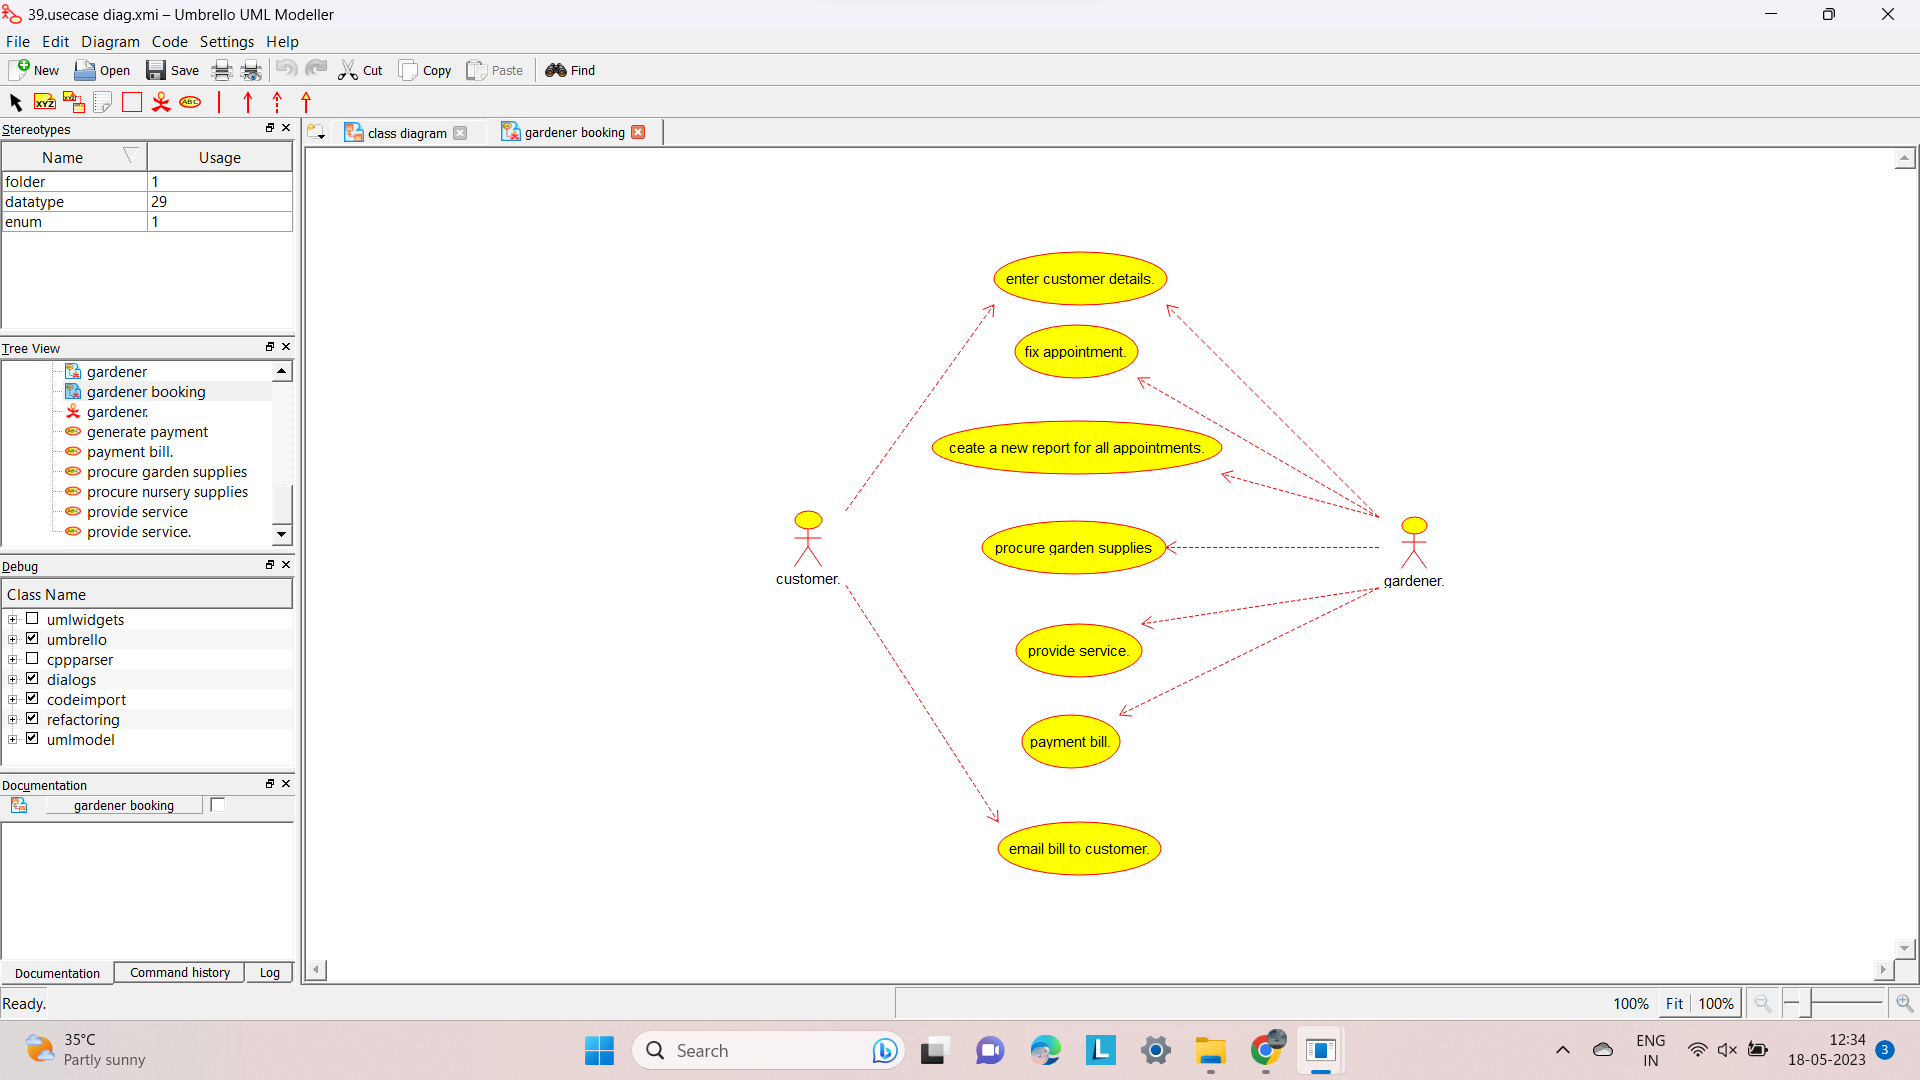 39.usecase diag.xmi – Umbrello UML Modeller
File Edit Diagram Code Settings Help
New Open Save Cut Copy Paste Find
XYZ XYZ ABC
Stereotypes
Name Usage
folder 1
datatype 29
enum 1
Tree View
gardener
gardener booking
gardener.
generate payment
payment bill.
procure garden supplies
procure nursery supplies
provide service
provide service.
Debug
Class Name
umlwidgets
umbrello
cppparser
dialogs
codeimport
refactoring
umlmodel
Documentation
gardener booking
Documentation Command history Log
class diagram gardener booking
enter customer details.
fix appointment.
ceate a new report for all appointments.
procure garden supplies
customer.
gardener.
provide service.
payment bill.
email bill to customer.
Ready.
100% Fit 100%
35°C
Partly sunny
Search
L
ENG
IN
12:34
18-05-2023
3